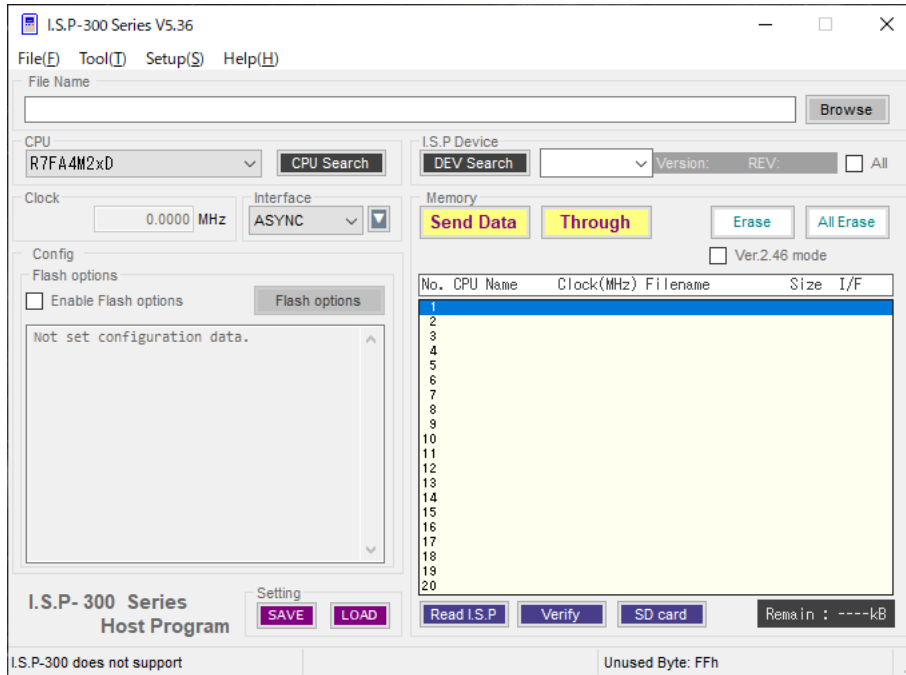 I.S.P-300 Series V5.36
File(F) Tool(T) Setup(S) Help(H)
File Name
Browse
CPU
R7FA4M2xD
CPU Search
I.S.P Device
DEV Search
Version: REV:
All
Clock
0.0000 MHz
Interface
ASYNC
Memory
Send Data
Through
Erase
All Erase
Ver.2.46 mode
Config
Flash options
Enable Flash options
Flash options
Not set configuration data.
No. CPU Name Clock(MHz) Filename Size I/F
1
2
3
4
5
6
7
8
9
10
11
12
13
14
15
16
17
18
19
20
I.S.P- 300 Series
Host Program
Setting
SAVE
LOAD
Read I.S.P
Verify
SD card
Remain : ----kB
I.S.P-300 does not support
Unused Byte: FFh